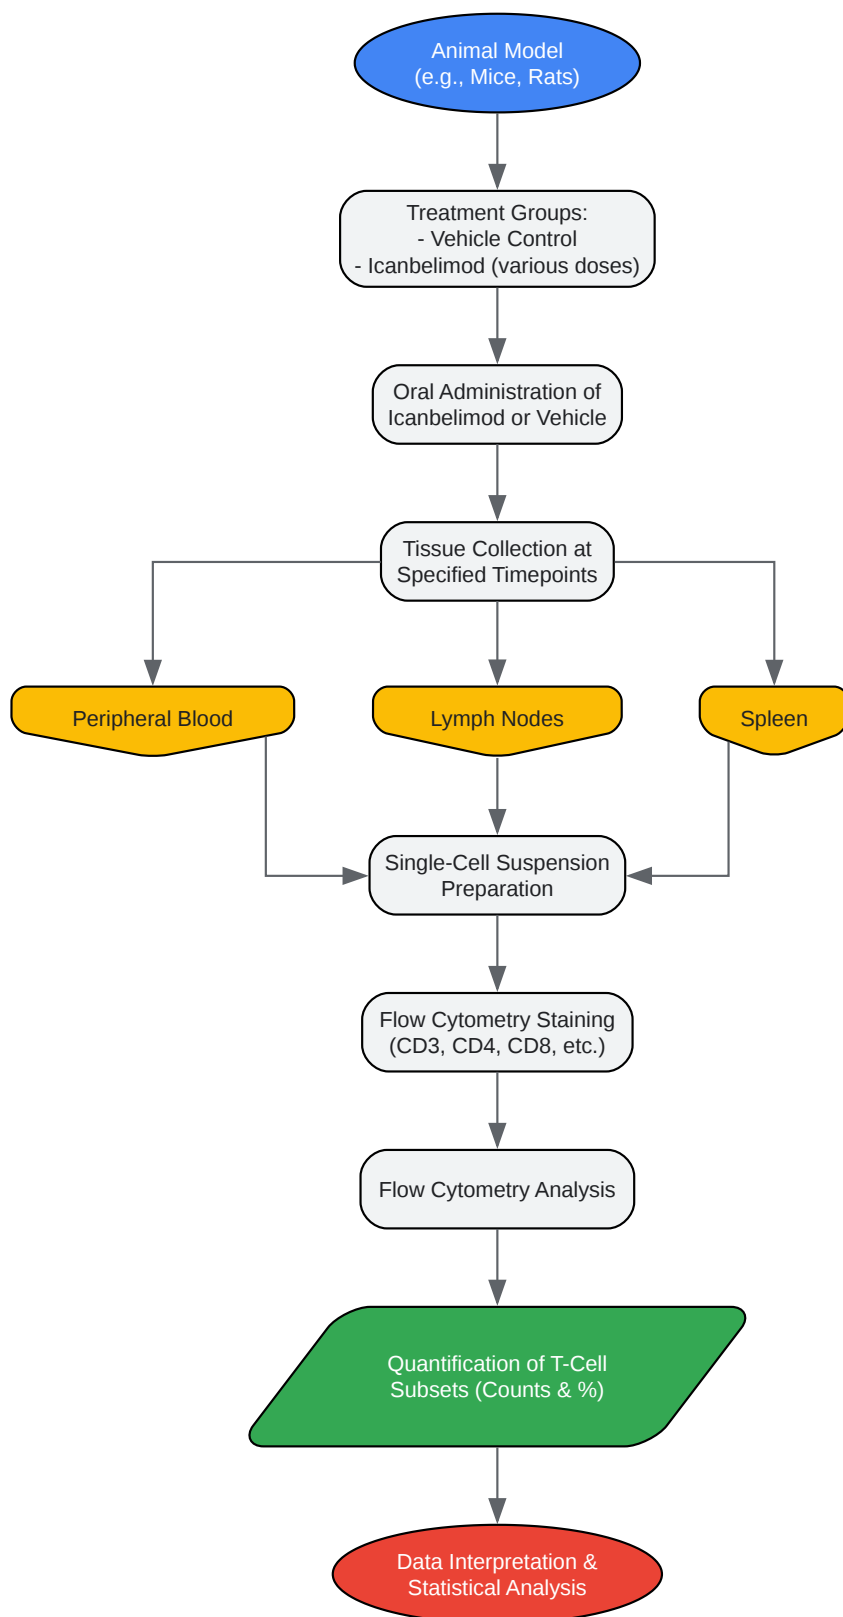 Animal Model
(e.g., Mice, Rats)
Treatment Groups:
- Vehicle Control
- Icanbelimod (various doses)
Oral Administration of
Icanbelimod or Vehicle
Tissue Collection at
Specified Timepoints
Peripheral Blood
Lymph Nodes
Spleen
Single-Cell Suspension
Preparation
Flow Cytometry Staining
(CD3, CD4, CD8, etc.)
Flow Cytometry Analysis
Quantification of T-Cell
Subsets (Counts & %)
Data Interpretation &
Statistical Analysis